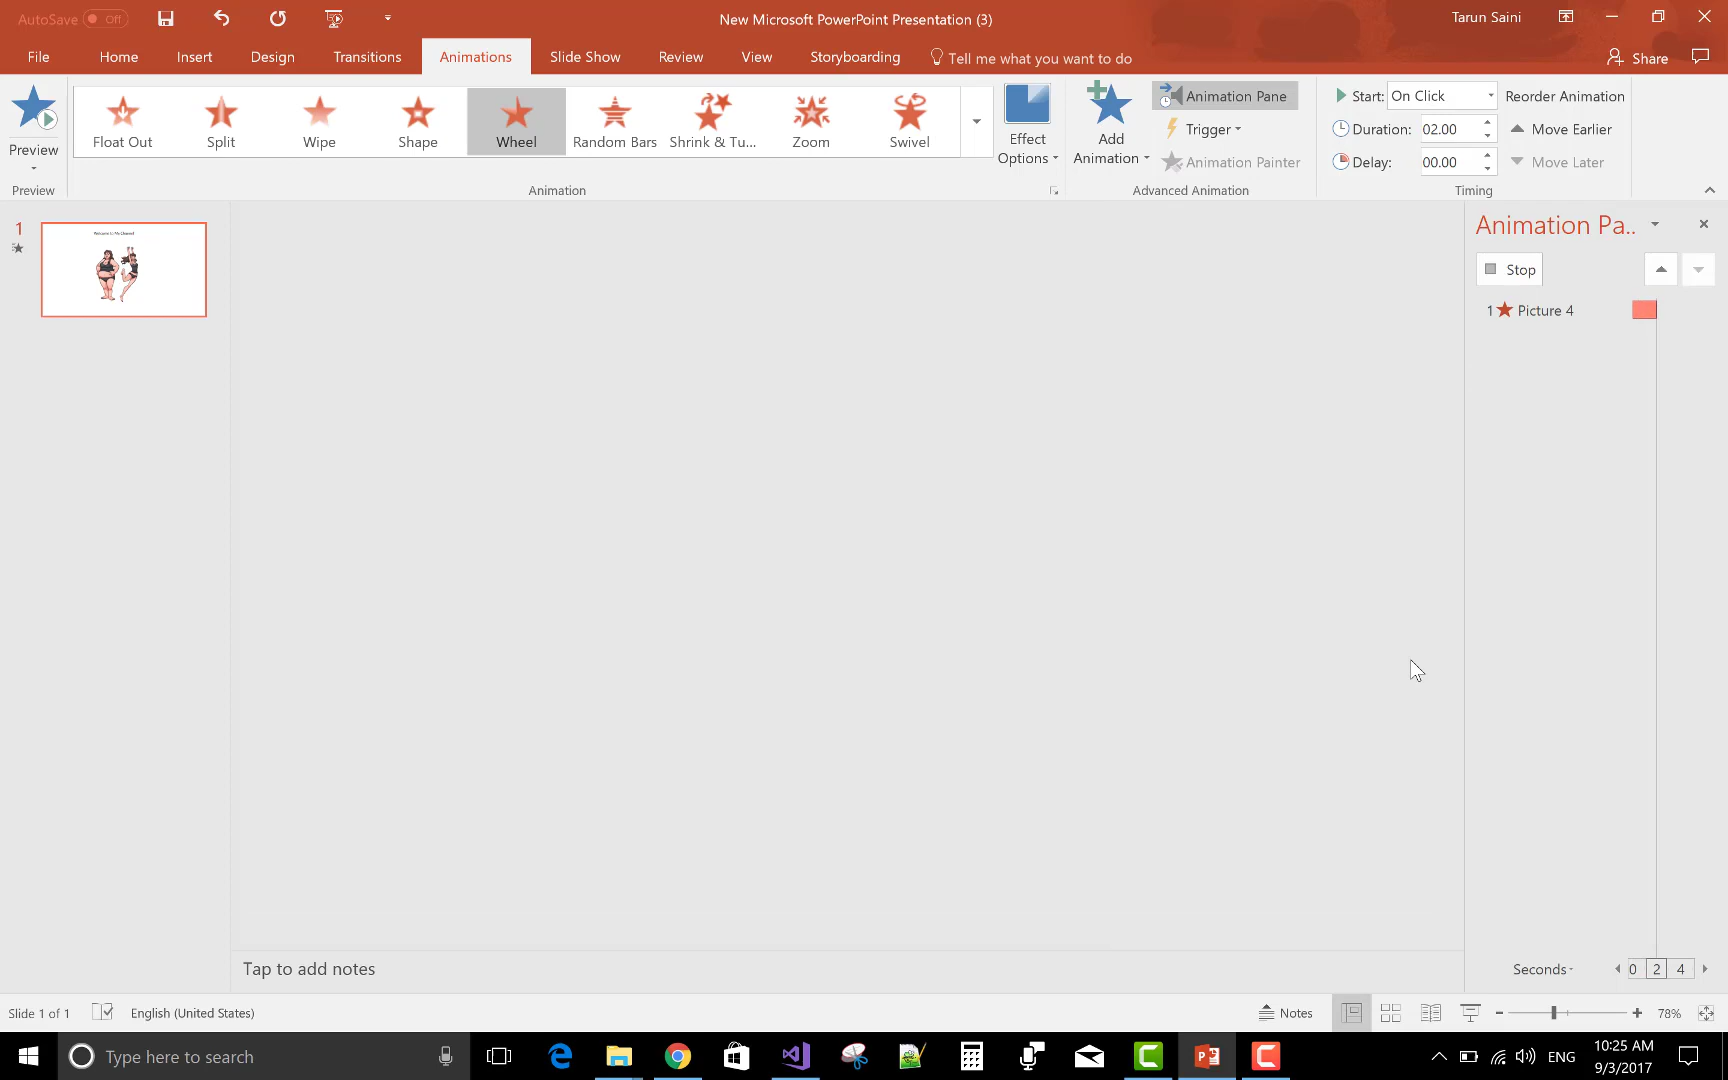 AutoSave Off
New Microsoft PowerPoint Presentation (3)
Tarun Saini
File Home Insert Design Transitions Animations Slide Show Review View Storyboarding Tell me what you want to do Share
Preview
Preview
Float Out Split Wipe Shape Wheel Random Bars Shrink & Tu... Zoom Swivel
Animation
Effect
Options
Add
Animation
Animation Pane
Trigger
Animation Painter
Advanced Animation
Start: On Click
Duration: 02.00
Delay: 00.00
Reorder Animation
Move Earlier
Move Later
Timing
1
Welcome to My Channel
Animation Pa..
Stop
1 Picture 4
Seconds 0 2 4
Tap to add notes
Slide 1 of 1 English (United States) Notes 78%
Type here to search
ENG
10:25 AM
9/3/2017